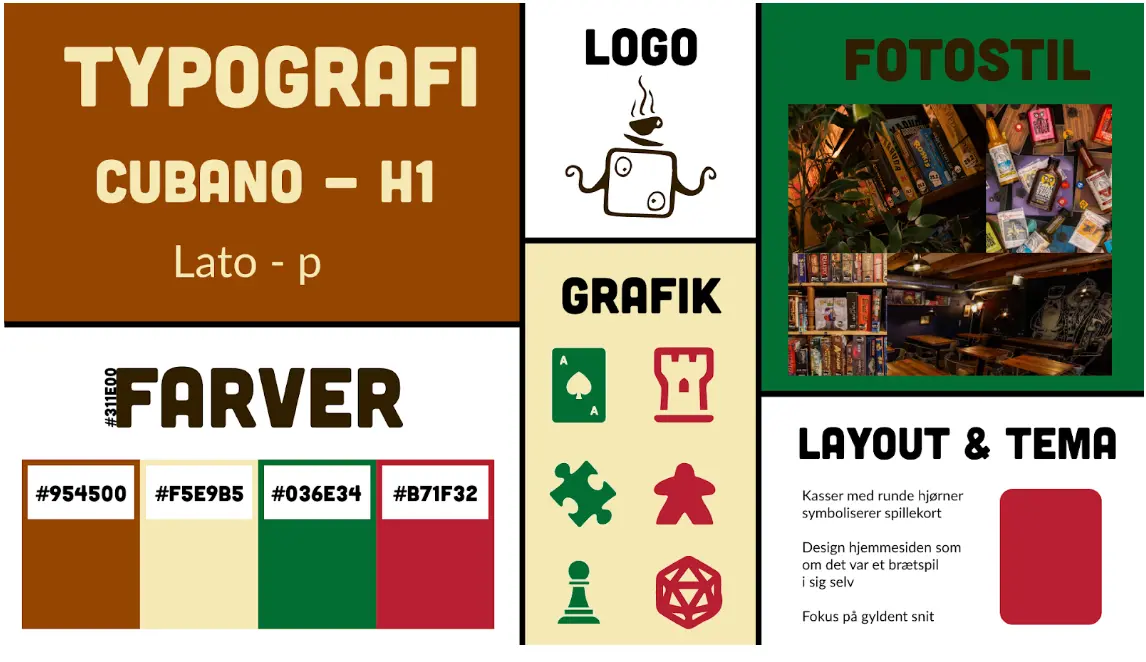 TYPOGRAFI
CUBANO – H1
Lato - p
#311E00
FARVER
#954500
#F5E9B5
#036E34
#B71F32
LOGO
GRAFIK
A
A
FOTOSTIL
LAYOUT & TEMA
Kasser med runde hjørner
symboliserer spillekort
Design hjemmesiden som
om det var et brætspil
i sig selv
Fokus på gyldent snit